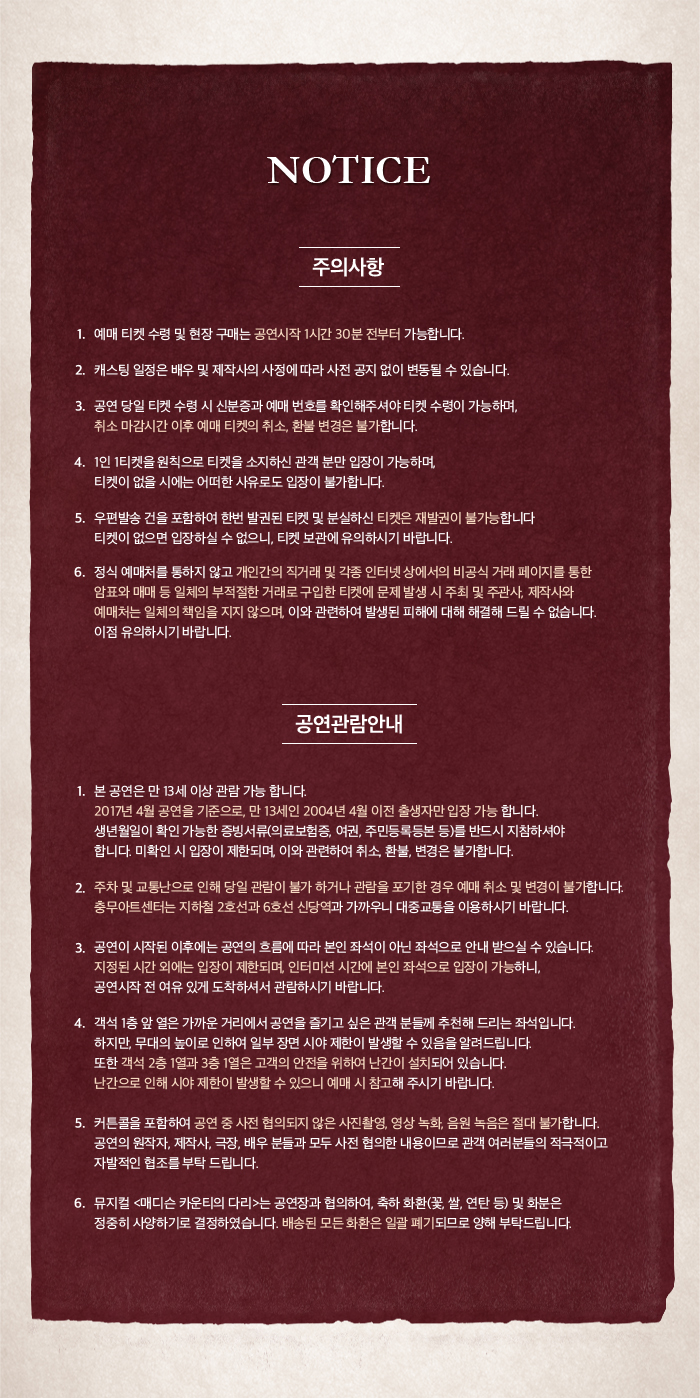 NOTICE
주의사항
1. 예매 티켓 수령 및 현장 구매는 공연시작 1시간 30분 전부터 가능합니다.
2. 캐스팅 일정은 배우 및 제작사의 사정에 따라 사전 공지 없이 변동될 수 있습니다.
3. 공연 당일 티켓 수령 시 신분증과 예매 번호를 확인해주셔야 티켓 수령이 가능하며,
취소 마감시간 이후 예매 티켓의 취소, 환불 변경은 불가합니다.
4. 1인 1티켓을 원칙으로 티켓을 소지하신 관객 분만 입장이 가능하며,
티켓이 없을 시에는 어떠한 사유로도 입장이 불가합니다.
5. 우편발송 건을 포함하여 한번 발권된 티켓 및 분실하신 티켓은 재발권이 불가능합니다
티켓이 없으면 입장하실 수 없으니, 티켓 보관에 유의하시기 바랍니다.
6. 정식 예매처를 통하지 않고 개인간의 직거래 및 각종 인터넷 상에서의 비공식 거래 페이지를 통한
암표와 매매 등 일체의 부적절한 거래로 구입한 티켓에 문제 발생 시 주최 및 주관사, 제작사와
예매처는 일체의 책임을 지지 않으며, 이와 관련하여 발생된 피해에 대해 해결해 드릴 수 없습니다.
이점 유의하시기 바랍니다.
공연관람안내
1. 본 공연은 만 13세 이상 관람 가능 합니다.
2017년 4월 공연을 기준으로, 만 13세인 2004년 4월 이전 출생자만 입장 가능 합니다.
생년월일이 확인 가능한 증빙서류(의료보험증, 여권, 주민등록등본 등)를 반드시 지참하셔야
합니다. 미확인 시 입장이 제한되며, 이와 관련하여 취소, 환불, 변경은 불가합니다.
2. 주차 및 교통난으로 인해 당일 관람이 불가 하거나 관람을 포기한 경우 예매 취소 및 변경이 불가합니다.
충무아트센터는 지하철 2호선과 6호선 신당역과 가까우니 대중교통을 이용하시기 바랍니다.
3. 공연이 시작된 이후에는 공연의 흐름에 따라 본인 좌석이 아닌 좌석으로 안내 받으실 수 있습니다.
지정된 시간 외에는 입장이 제한되며, 인터미션 시간에 본인 좌석으로 입장이 가능하니,
공연시작 전 여유 있게 도착하셔서 관람하시기 바랍니다.
4. 객석 1층 앞 열은 가까운 거리에서 공연을 즐기고 싶은 관객 분들께 추천해 드리는 좌석입니다.
하지만, 무대의 높이로 인하여 일부 장면 시야 제한이 발생할 수 있음을 알려드립니다.
또한 객석 2층 1열과 3층 1열은 고객의 안전을 위하여 난간이 설치되어 있습니다.
난간으로 인해 시야 제한이 발생할 수 있으니 예매 시 참고해 주시기 바랍니다.
5. 커튼콜을 포함하여 공연 중 사전 협의되지 않은 사진촬영, 영상 녹화, 음원 녹음은 절대 불가합니다.
공연의 원작자, 제작사, 극장, 배우 분들과 모두 사전 협의한 내용이므로 관객 여러분들의 적극적이고
자발적인 협조를 부탁 드립니다.
6. 뮤지컬 <매디슨 카운티의 다리>는 공연장과 협의하여, 축하 화환(꽃, 쌀, 연탄 등) 및 화분은
정중히 사양하기로 결정하였습니다. 배송된 모든 화환은 일괄 폐기되므로 양해 부탁드립니다.